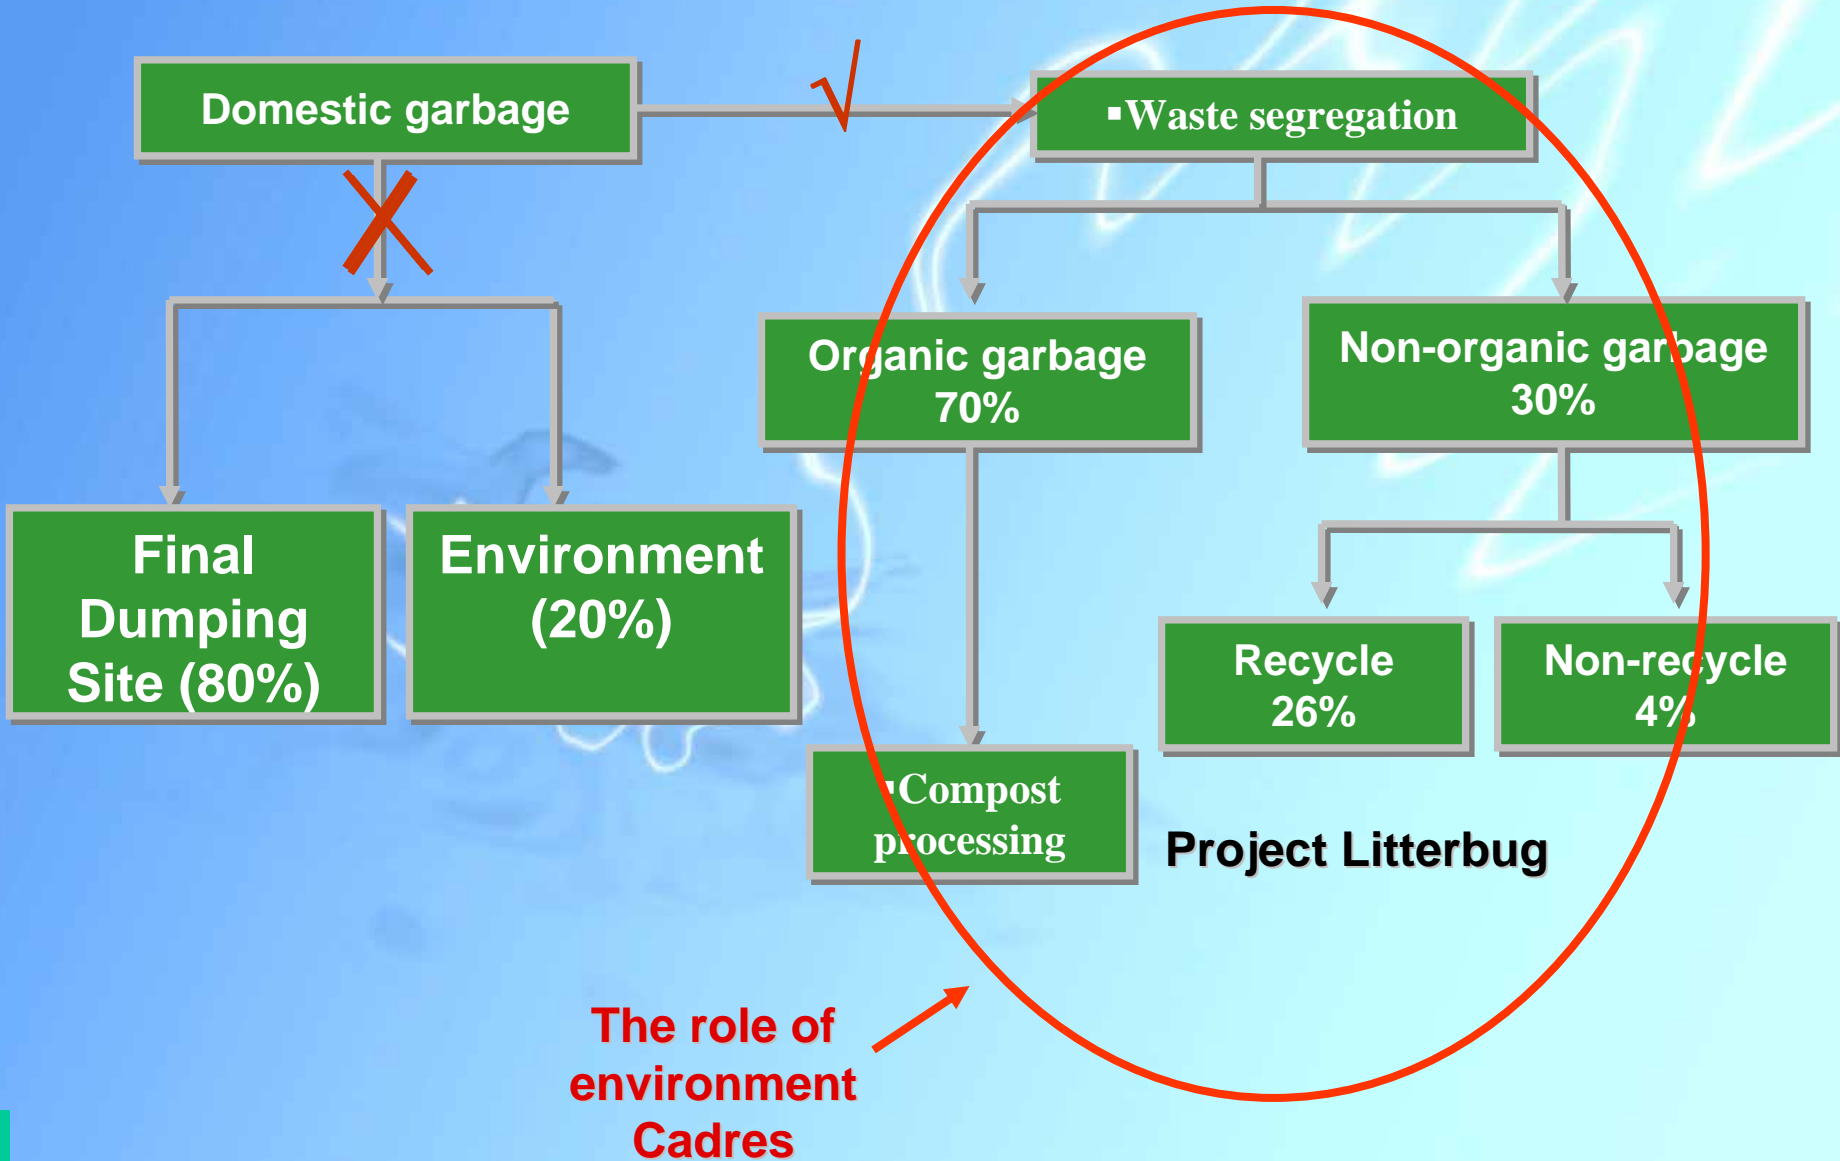 Domestic garbage
√
▪Waste segregation
Organic garbage
70%
Non-organic garbage
30%
Final
Dumping
Site (80%)
Environment
(20%)
Recycle
26%
Non-recycle
4%
▪Compost
processing
Project Litterbug
The role of
environment
Cadres